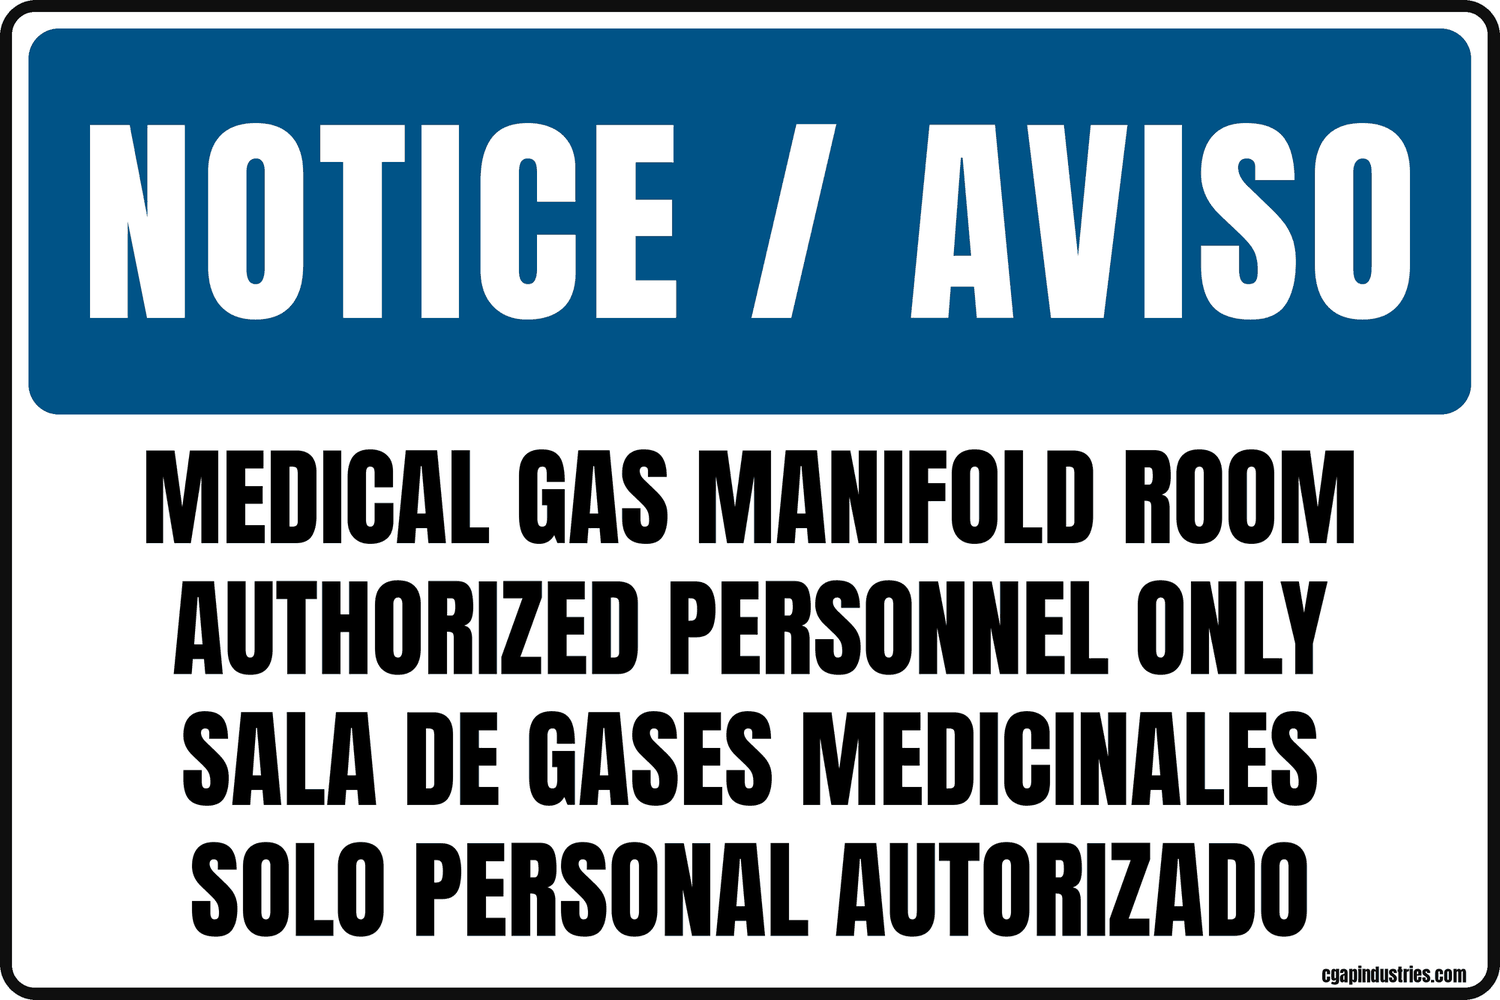 NOTICE / AVISO
MEDICAL GAS MANIFOLD ROOM
AUTHORIZED PERSONNEL ONLY
SALA DE GASES MEDICINALES
SOLO PERSONAL AUTORIZADO
cgapindustries.com